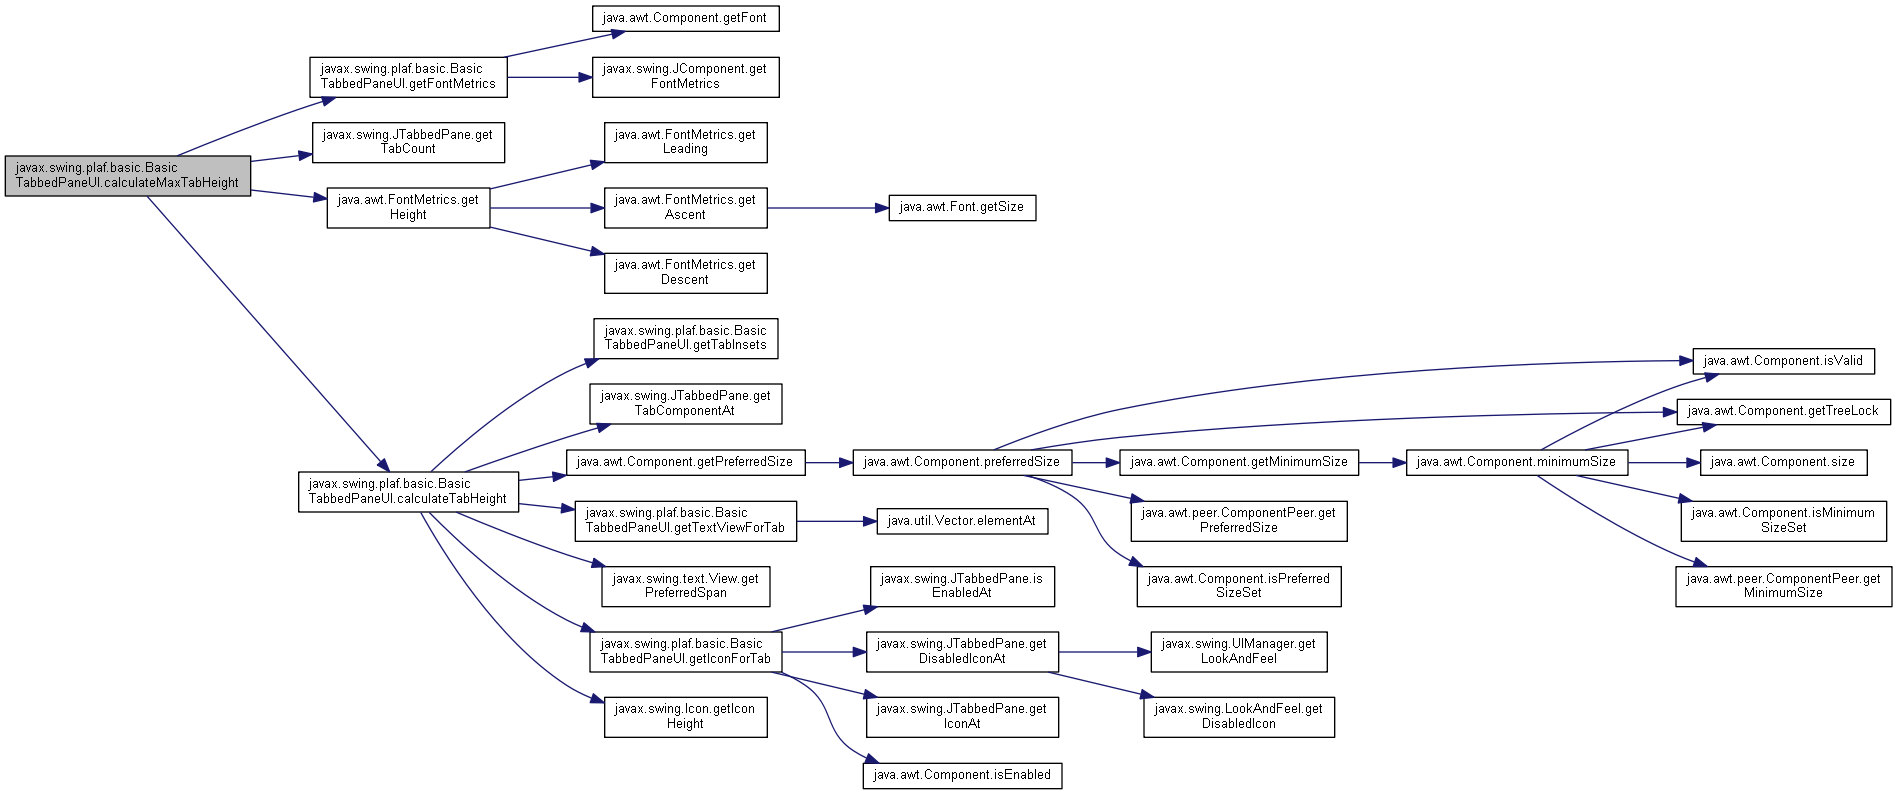 java.awt.Component.getFont
javax.swing.plaf.basic.Basic
TabbedPaneUI.getFontMetrics
javax.swing.JComponent.get
FontMetrics
javax.swing.JTabbedPane.get
TabCount
java.awt.FontMetrics.get
Leading
javax.swing.plaf.basic.Basic
TabbedPaneUI.calculateMaxTabHeight
java.awt.FontMetrics.get
Height
java.awt.FontMetrics.get
Ascent
java.awt.Font.getSize
java.awt.FontMetrics.get
Descent
javax.swing.plaf.basic.Basic
TabbedPaneUI.getTabInsets
java.awt.Component.isValid
javax.swing.JTabbedPane.get
TabComponentAt
java.awt.Component.getTreeLock
java.awt.Component.getPreferredSize
java.awt.Component.preferredSize
java.awt.Component.getMinimumSize
java.awt.Component.minimumSize
java.awt.Component.size
javax.swing.plaf.basic.Basic
TabbedPaneUI.calculateTabHeight
javax.swing.plaf.basic.Basic
TabbedPaneUI.getTextViewForTab
java.util.Vector.elementAt
java.awt.peer.ComponentPeer.get
PreferredSize
java.awt.Component.isMinimum
SizeSet
javax.swing.text.View.get
PreferredSpan
javax.swing.JTabbedPane.is
EnabledAt
java.awt.Component.isPreferred
SizeSet
java.awt.peer.ComponentPeer.get
MinimumSize
javax.swing.plaf.basic.Basic
TabbedPaneUI.getIconForTab
javax.swing.JTabbedPane.get
DisabledIconAt
javax.swing.UIManager.get
LookAndFeel
javax.swing.Icon.getIcon
Height
javax.swing.JTabbedPane.get
IconAt
javax.swing.LookAndFeel.get
DisabledIcon
java.awt.Component.isEnabled